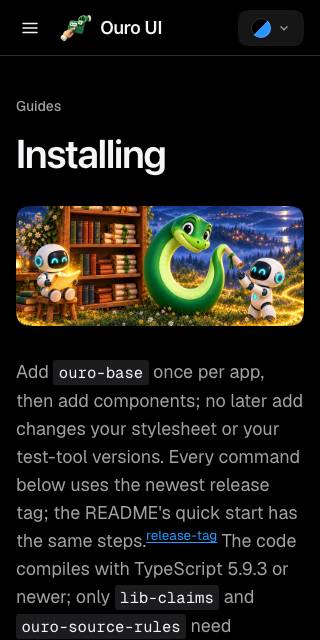 Ouro UI
Guides
Installing
Add ouro-base once per app,
then add components; no later add
changes your stylesheet or your
test-tool versions. Every command
below uses the newest release
tag; the README's quick start has
the same steps.release-tag The code
compiles with TypeScript 5.9.3 or
newer; only lib-claims and
ouro-source-rules need